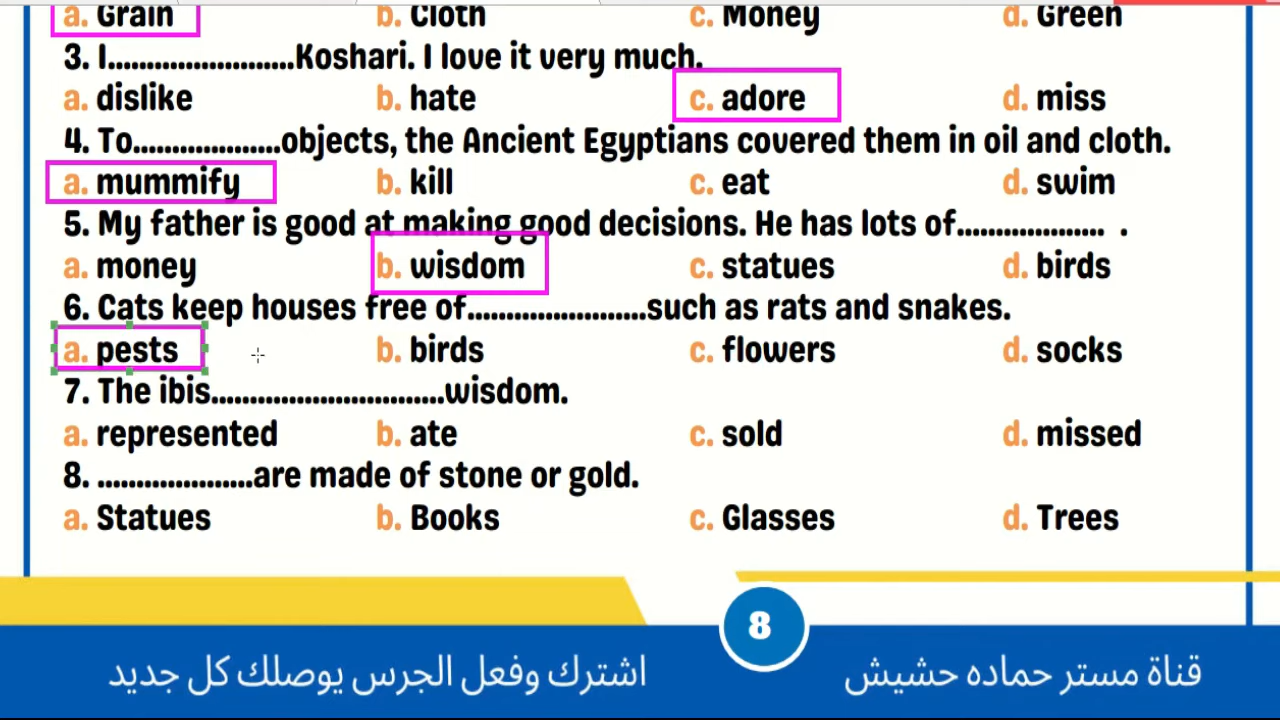 a. Grain b. Cloth c. Money d. Green
3. I........................Koshari. I love it very much.
a. dislike b. hate c. adore d. miss
4. To...................objects, the Ancient Egyptians covered them in oil and cloth.
a. mummify b. kill c. eat d. swim
5. My father is good at making good decisions. He has lots of................... .
a. money b. wisdom c. statues d. birds
6. Cats keep houses free of.......................such as rats and snakes.
a. pests b. birds c. flowers d. socks
7. The ibis..............................wisdom.
a. represented b. ate c. sold d. missed
8. ....................are made of stone or gold.
a. Statues b. Books c. Glasses d. Trees
8
قناة مستر حماده حشيش
اشترك وفعل الجرس يوصلك كل جديد